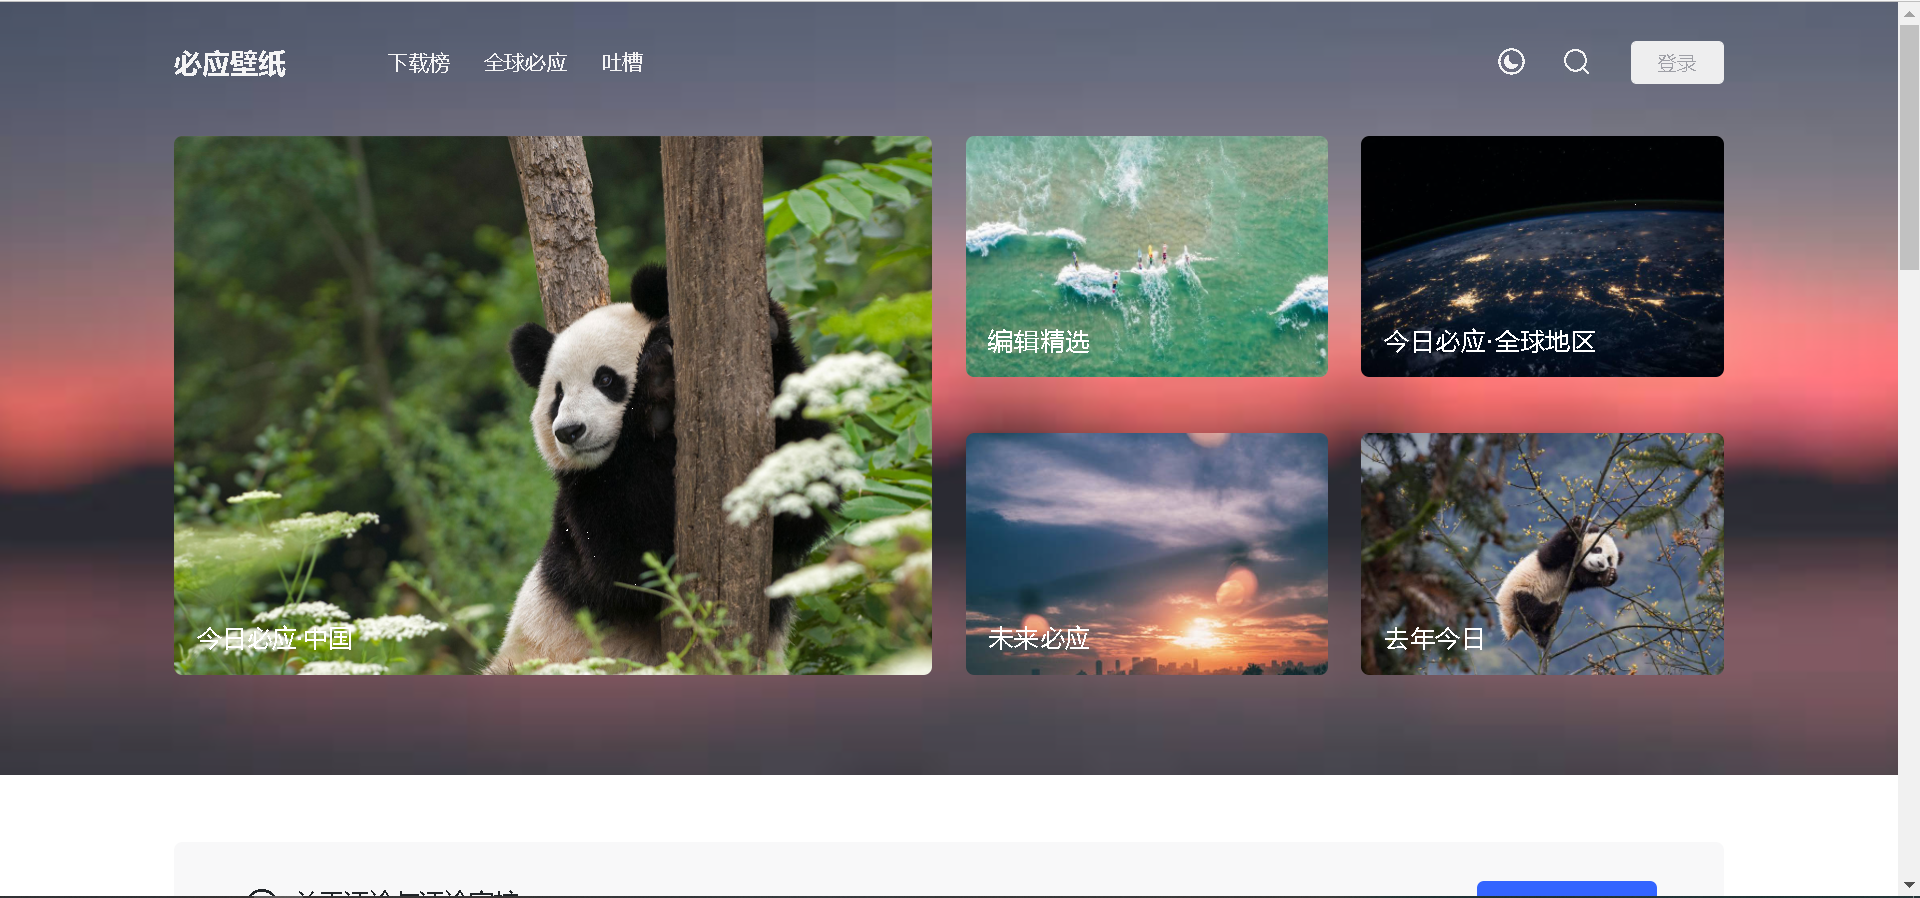 必应壁纸
下载榜
全球必应
吐槽
登录
编辑精选
今日必应·全球地区
今日必应·中国
未来必应
去年今日